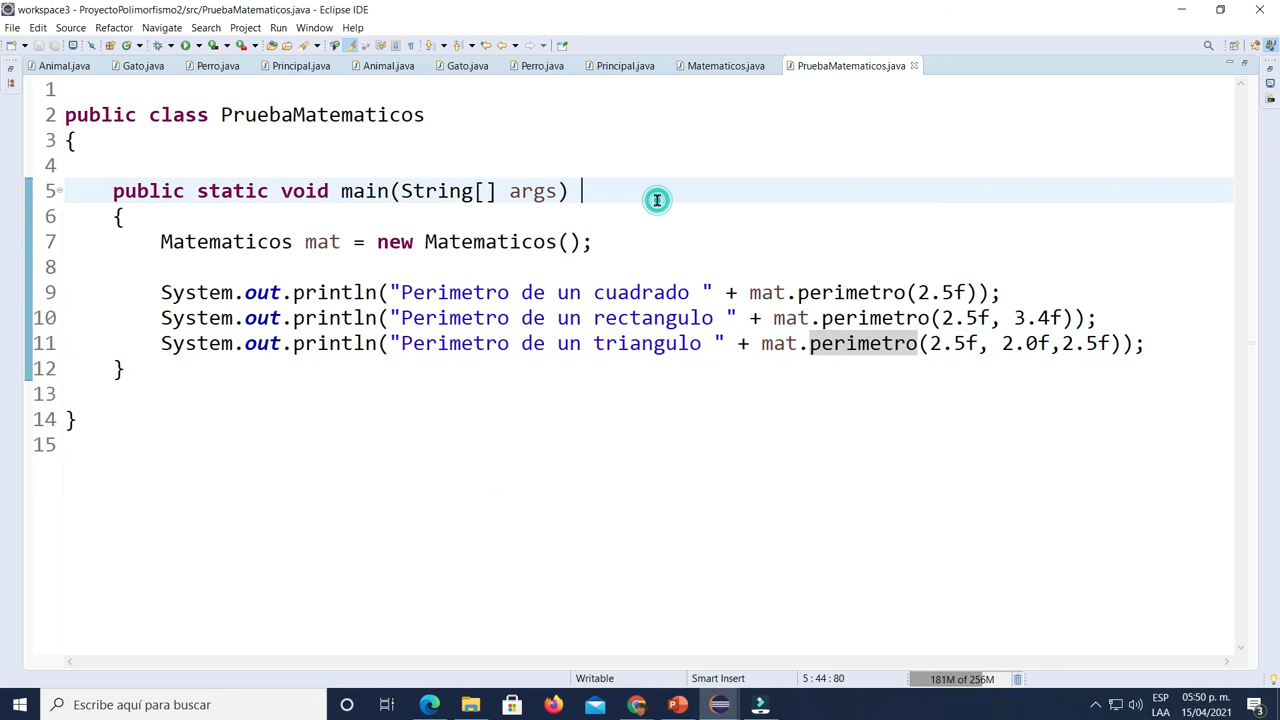 workspace3 - ProyectoPolimorfismo2/src/PruebaMatematicos.java - Eclipse IDE
File Edit Source Refactor Navigate Search Project Run Window Help
Animal.java Gato.java Perro.java Principal.java Animal.java Gato.java Perro.java Principal.java Matematicos.java PruebaMatematicos.java
1
2 public class PruebaMatematicos
3 {
4
5 public static void main(String[] args)
6 {
7 Matematicos mat = new Matematicos();
8
9 System.out.println("Perimetro de un cuadrado " + mat.perimetro(2.5f));
10 System.out.println("Perimetro de un rectangulo " + mat.perimetro(2.5f, 3.4f));
11 System.out.println("Perimetro de un triangulo " + mat.perimetro(2.5f, 2.0f,2.5f));
12 }
13
14 }
15
Writable Smart Insert 5 : 44 : 80 181M of 256M
Escribe aquí para buscar
ESP 05:50 p. m.
LAA 15/04/2021
3